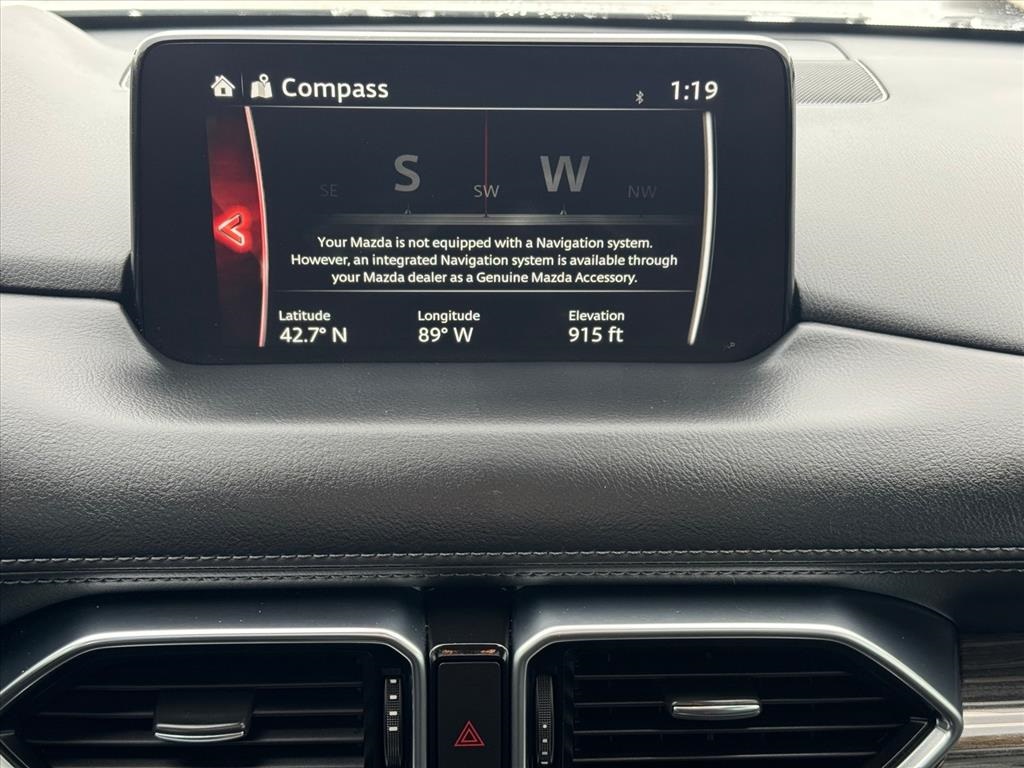 Compass
1:19
SE S SW W NW
Your Mazda is not equipped with a Navigation system.
However, an integrated Navigation system is available through
your Mazda dealer as a Genuine Mazda Accessory.
Latitude Longitude Elevation
42.7° N 89° W 915 ft